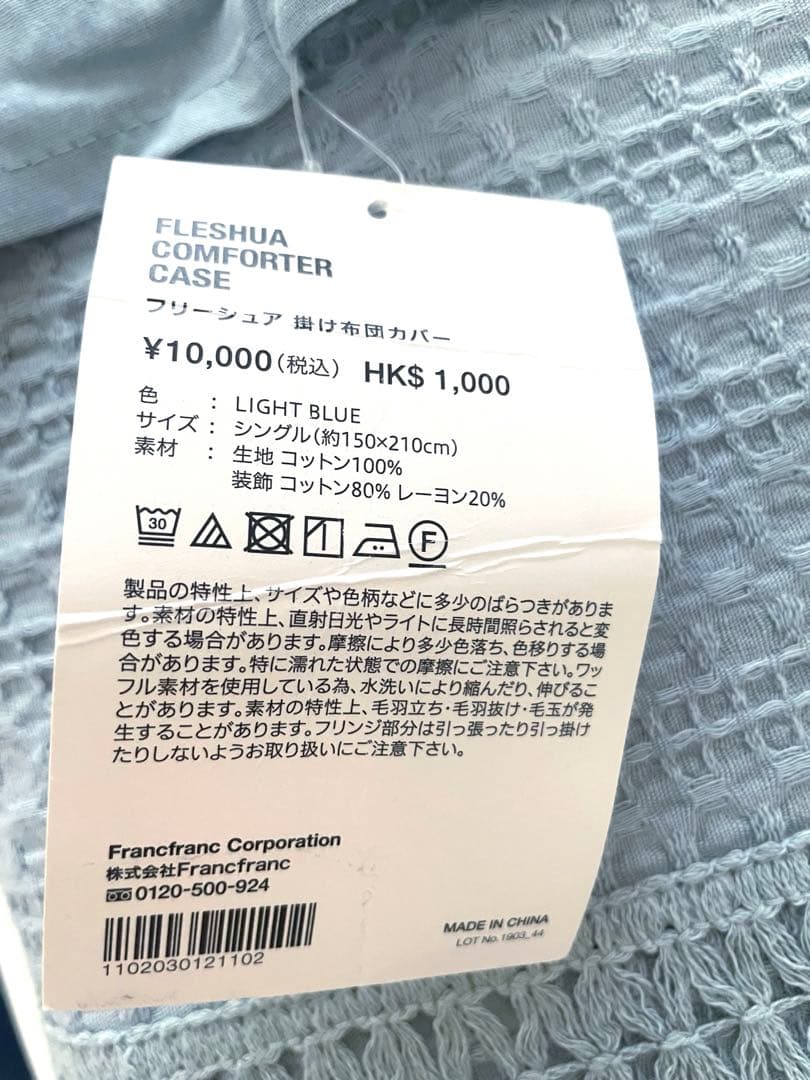 FLESHUA
COMFORTER
CASE
フリーシュア 掛け布団カバー
¥10,000(税込) HK$ 1,000
色 : LIGHT BLUE
サイズ : シングル(約150×210cm)
素材 : 生地 コットン100%
装飾 コットン80% レーヨン20%
30 F
製品の特性上、サイズや色柄などに多少のばらつきがありま
す。素材の特性上、直射日光やライトに長時間照らされると変
色する場合があります。摩擦により多少色落ち、色移りする場
合があります。特に濡れた状態での摩擦にご注意下さい。ワッ
フル素材を使用している為、水洗いにより縮んだり、伸びるこ
とがあります。素材の特性上、毛羽立ち・毛羽抜け・毛玉が発
生することがあります。フリンジ部分は引っ張ったり引っ掛け
たりしないようお取り扱いにご注意下さい。
Francfranc Corporation
株式会社Francfranc
0120-500-924
1102030121102
MADE IN CHINA
LOT No.1903_44